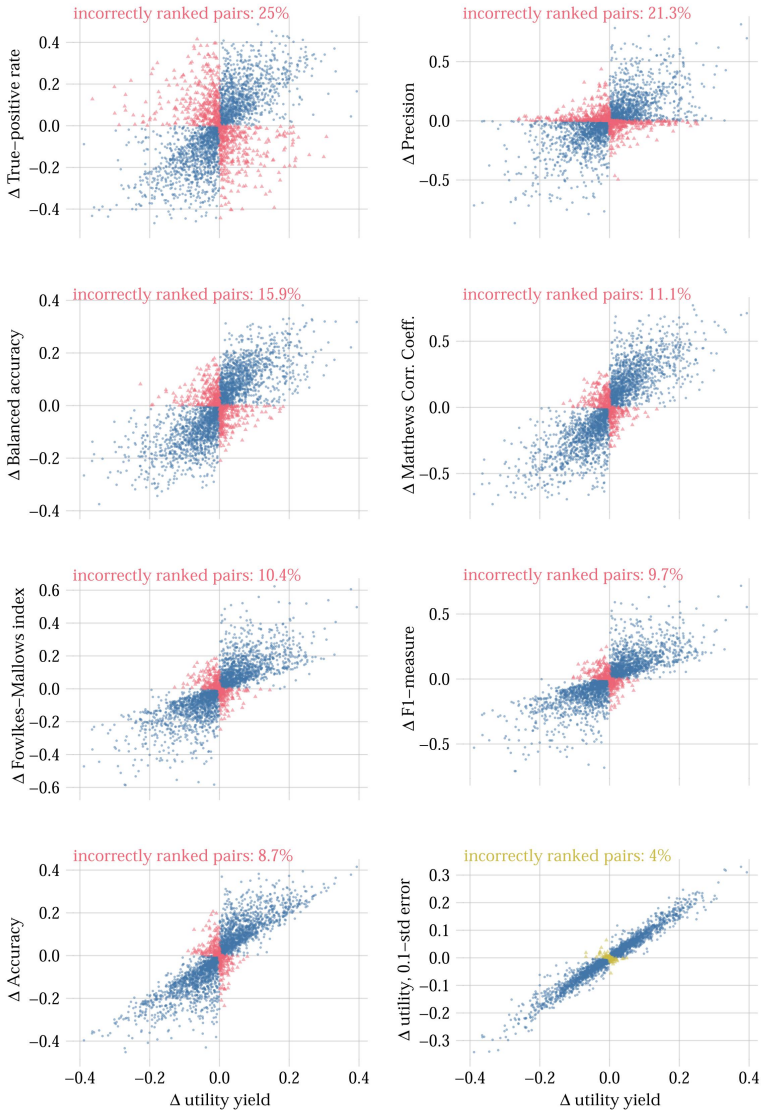 incorrectly ranked pairs: 25%
Δ True−positive rate
0.4
0.2
0.0
−0.2
−0.4
incorrectly ranked pairs: 21.3%
Δ Precision
0.5
0.0
−0.5
incorrectly ranked pairs: 15.9%
Δ Balanced accuracy
0.4
0.2
0.0
−0.2
−0.4
incorrectly ranked pairs: 11.1%
Δ Matthews Corr. Coeff.
0.5
0.0
−0.5
incorrectly ranked pairs: 10.4%
Δ Fowlkes−Mallows index
0.6
0.4
0.2
0.0
−0.2
−0.4
−0.6
incorrectly ranked pairs: 9.7%
Δ F1−measure
0.5
0.0
−0.5
incorrectly ranked pairs: 8.7%
Δ Accuracy
0.4
0.2
0.0
−0.2
−0.4
−0.4 −0.2 0.0 0.2 0.4
Δ utility yield
incorrectly ranked pairs: 4%
Δ utility, 0.1−std error
0.3
0.2
0.1
0.0
−0.1
−0.2
−0.3
−0.4 −0.2 0.0 0.2 0.4
Δ utility yield